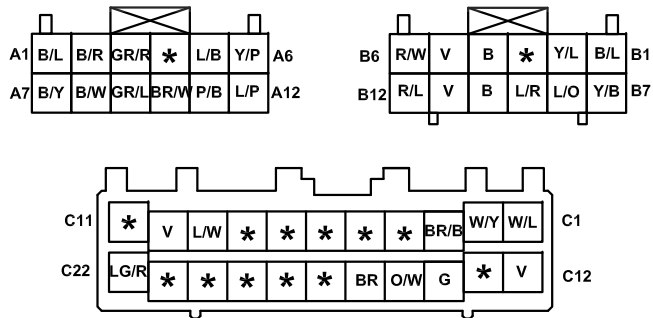 A1 B/L B/R GR/R * L/B Y/P A6 B6 R/W V B * Y/L B/L B1
A7 B/Y B/W GR/L BR/W P/B L/P A12 B12 R/L V B L/R L/O Y/B B7
C11 * V L/W * * * * * BR/B W/Y W/L C1
C22 LG/R * * * * * BR O/W G * V C12